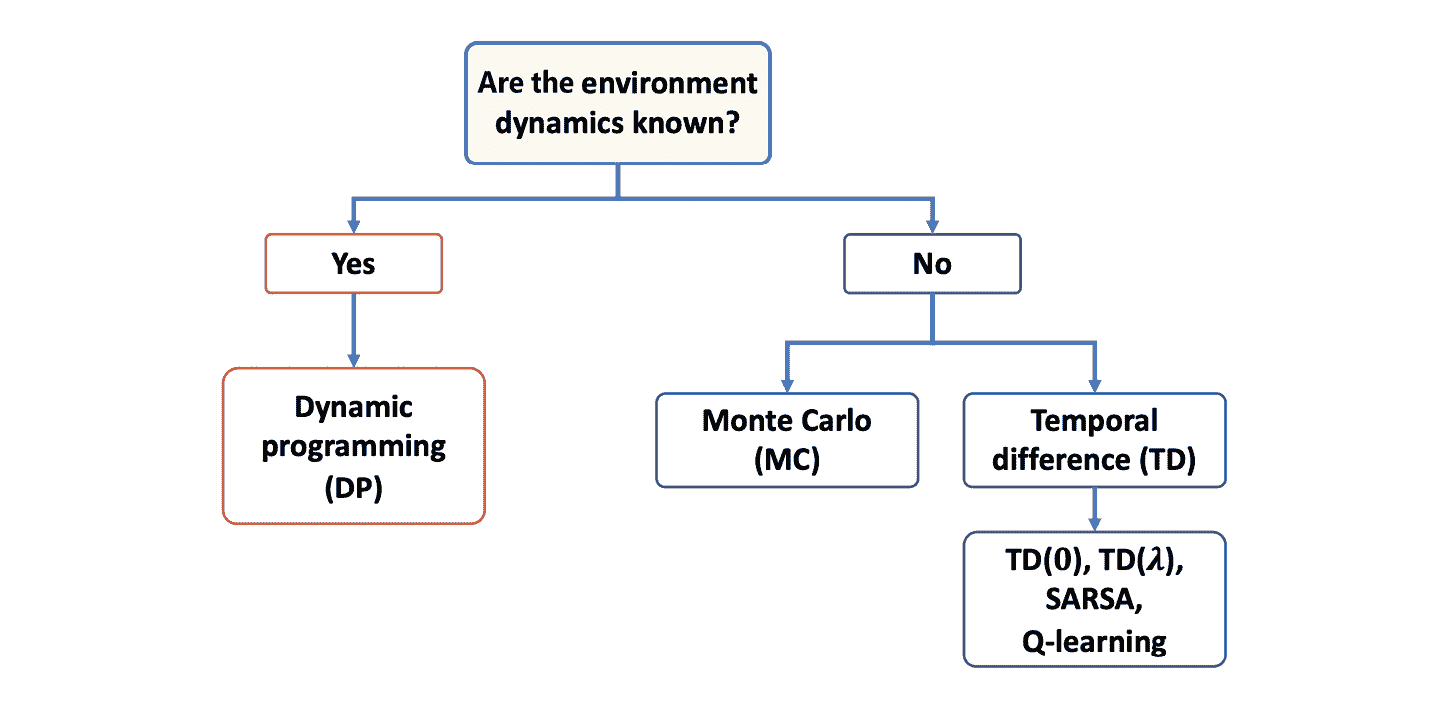 Are the environment
dynamics known?
Yes
No
Dynamic
programming
(DP)
Monte Carlo
(MC)
Temporal
difference (TD)
TD(0), TD(λ),
SARSA,
Q-learning